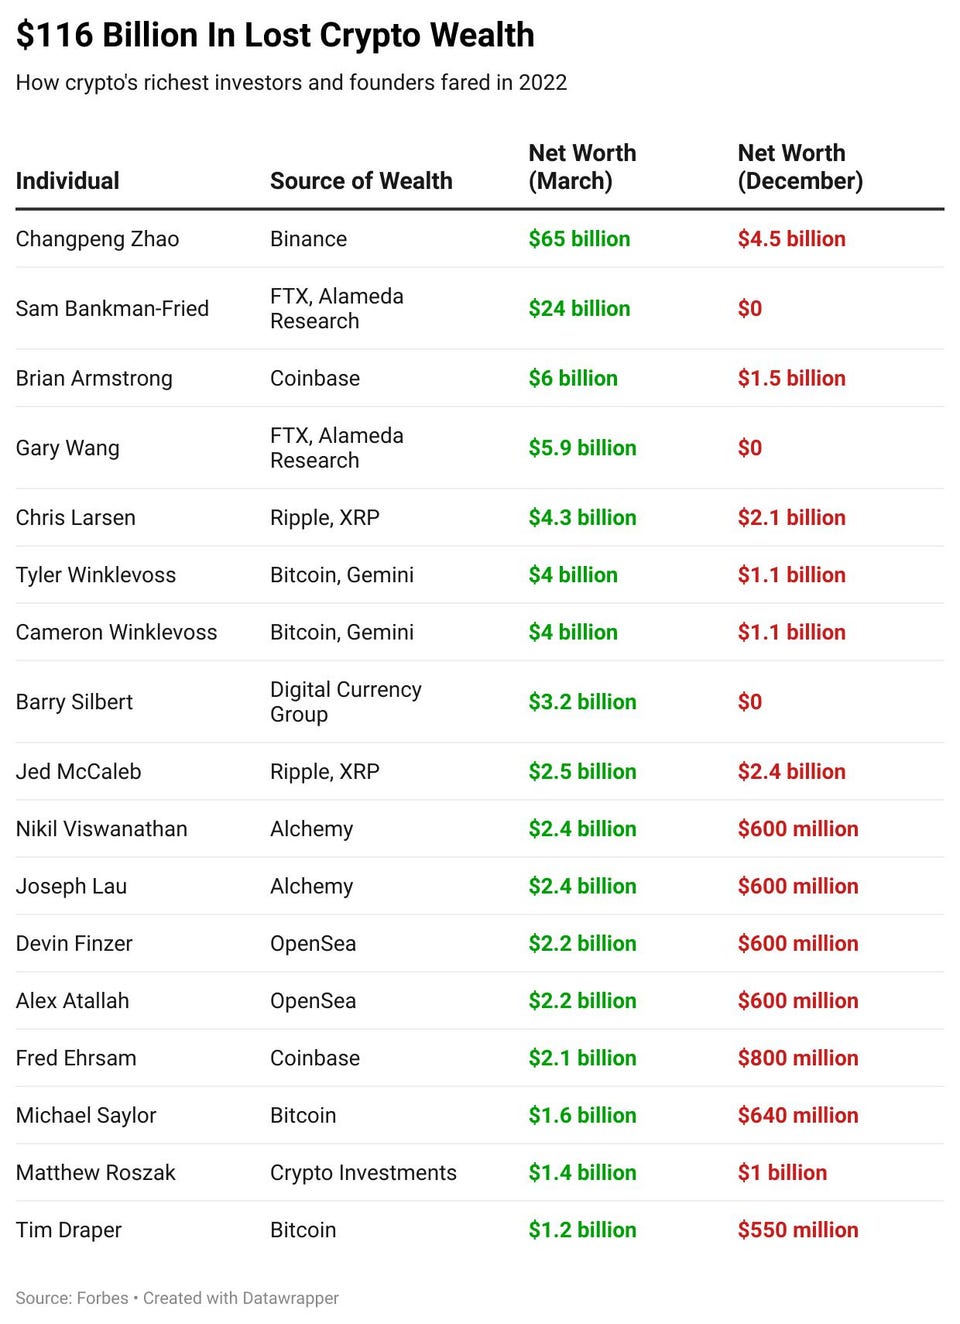 $116 Billion In Lost Crypto Wealth
How crypto's richest investors and founders fared in 2022
Individual Source of Wealth Net Worth (March) Net Worth (December)
Changpeng Zhao Binance $65 billion $4.5 billion
Sam Bankman-Fried FTX, Alameda Research $24 billion $0
Brian Armstrong Coinbase $6 billion $1.5 billion
Gary Wang FTX, Alameda Research $5.9 billion $0
Chris Larsen Ripple, XRP $4.3 billion $2.1 billion
Tyler Winklevoss Bitcoin, Gemini $4 billion $1.1 billion
Cameron Winklevoss Bitcoin, Gemini $4 billion $1.1 billion
Barry Silbert Digital Currency Group $3.2 billion $0
Jed McCaleb Ripple, XRP $2.5 billion $2.4 billion
Nikil Viswanathan Alchemy $2.4 billion $600 million
Joseph Lau Alchemy $2.4 billion $600 million
Devin Finzer OpenSea $2.2 billion $600 million
Alex Atallah OpenSea $2.2 billion $600 million
Fred Ehrsam Coinbase $2.1 billion $800 million
Michael Saylor Bitcoin $1.6 billion $640 million
Matthew Roszak Crypto Investments $1.4 billion $1 billion
Tim Draper Bitcoin $1.2 billion $550 million
Source: Forbes • Created with Datawrapper